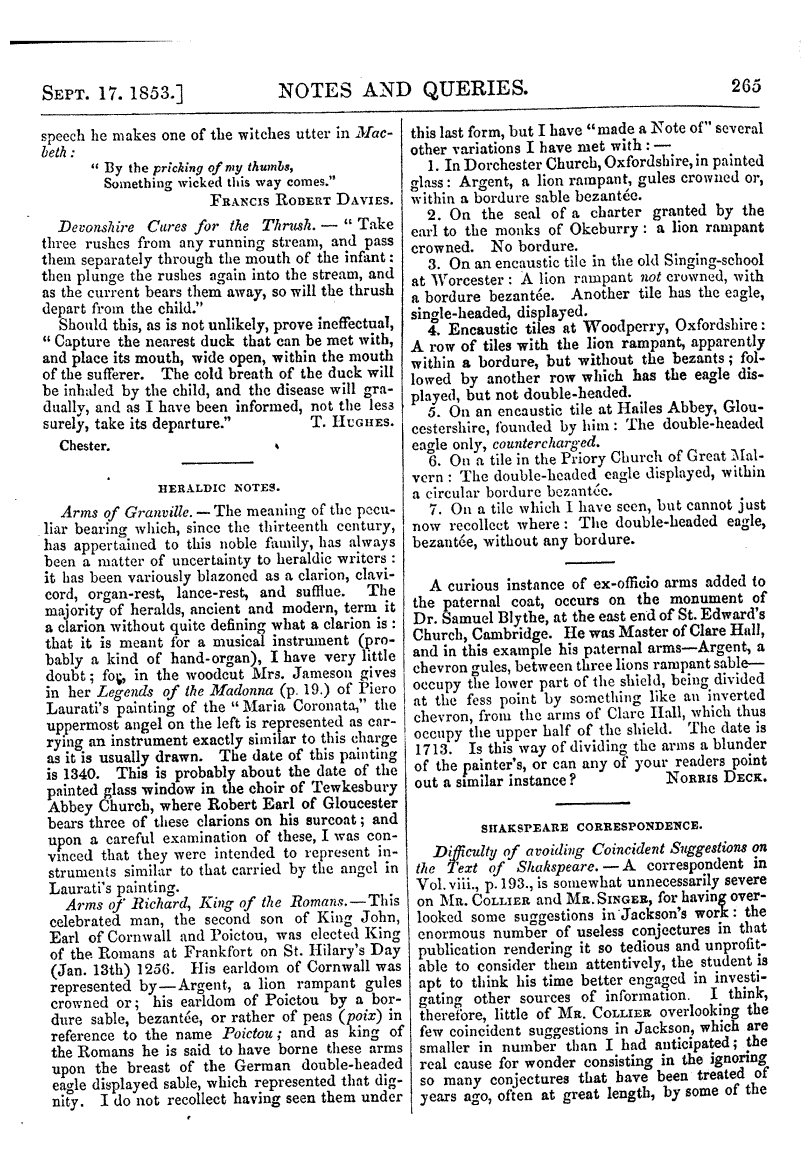 SEPT. 17. 1853.] NOTES AND QUERIES. 265
speech he makes one of the witches utter in Mac-
beth:
" By the pricking of my thumbs,
Something wicked this way comes."
FRANCIS ROBERT DAVIES.
Devonshire Cures for the Thrush. — " Take
three rushes from any running stream, and pass
them separately through the mouth of the infant:
then plunge the rushes again into the stream, and
as the current bears them away, so will the thrush
depart from the child."
Should this, as is not unlikely, prove ineffectual,
" Capture the nearest duck that can be met with,
and place its mouth, wide open, within the mouth
of the sufferer. The cold breath of the duck will
be inhaled by the child, and the disease will gra-
dually, and as I have been informed, not the less
surely, take its departure." T. HUGHES.
Chester.
HERALDIC NOTES.
Arms of Granville. — The meaning of the pecu-
liar bearing which, since the thirteenth century,
has appertained to this noble family, has always
been a matter of uncertainty to heraldic writers:
it has been variously blazoned as a clarion, clavi-
cord, organ-rest, lance-rest, and sufflue. The
majority of heralds, ancient and modern, term it
a clarion without quite defining what a clarion is:
that it is meant for a musical instrument (pro-
bably a kind of hand-organ), I have very little
doubt; for, in the woodcut Mrs. Jameson gives
in her Legends of the Madonna (p. 19.) of Piero
Laurati's painting of the "Maria Coronata," the
uppermost angel on the left is represented as car-
rying an instrument exactly similar to this charge
as it is usually drawn. The date of this painting
is 1340. This is probably about the date of the
painted glass window in the choir of Tewkesbury
Abbey Church, where Robert Earl of Gloucester
bears three of these clarions on his surcoat; and
upon a careful examination of these, I was con-
vinced that they were intended to represent in-
struments similar to that carried by the angel in
Laurati's painting.
Arms of Richard, King of the Romans. — This
celebrated man, the second son of King John,
Earl of Cornwall and Poictou, was elected King
of the Romans at Frankfort on St. Hilary's Day
(Jan. 13th) 1256. His earldom of Cornwall was
represented by — Argent, a lion rampant gules
crowned or; his earldom of Poictou by a bor-
dure sable, bezantée, or rather of peas (poix) in
reference to the name Poictou; and as king of
the Romans he is said to have borne these arms
upon the breast of the German double-headed
eagle displayed sable, which represented that dig-
nity. I do not recollect having seen them under
this last form, but I have "made a Note of" several
other variations I have met with: —
1. In Dorchester Church, Oxfordshire, in painted
glass: Argent, a lion rampant, gules crowned or,
within a bordure sable bezantée.
2. On the seal of a charter granted by the
earl to the monks of Okeburry: a lion rampant
crowned. No bordure.
3. On an encaustic tile in the old Singing-school
at Worcester: A lion rampant not crowned, with
a bordure bezantée. Another tile has the eagle,
single-headed, displayed.
4. Encaustic tiles at Woodperry, Oxfordshire:
A row of tiles with the lion rampant, apparently
within a bordure, but without the bezants; fol-
lowed by another row which has the eagle dis-
played, but not double-headed.
5. On an encaustic tile at Hailes Abbey, Glou-
cestershire, founded by him: The double-headed
eagle only, countercharged.
6. On a tile in the Priory Church of Great Mal-
vern: The double-headed eagle displayed, within
a circular bordure bezantée.
7. On a tile which I have seen, but cannot just
now recollect where: The double-headed eagle,
bezantée, without any bordure.
A curious instance of ex-officio arms added to
the paternal coat, occurs on the monument of
Dr. Samuel Blythe, at the east end of St. Edward's
Church, Cambridge. He was Master of Clare Hall,
and in this example his paternal arms—Argent, a
chevron gules, between three lions rampant sable—
occupy the lower part of the shield, being divided
at the fess point by something like an inverted
chevron, from the arms of Clare Hall, which thus
occupy the upper half of the shield. The date is
1713. Is this way of dividing the arms a blunder
of the painter's, or can any of your readers point
out a similar instance? NORRIS DECK.
SHAKSPEARE CORRESPONDENCE.
Difficulty of avoiding Coincident Suggestions on
the Text of Shakspeare. — A correspondent in
Vol. viii., p. 193., is somewhat unnecessarily severe
on MR. COLLIER and MR. SINGER, for having over-
looked some suggestions in Jackson's work: the
enormous number of useless conjectures in that
publication rendering it so tedious and unprofit-
able to consider them attentively, the student is
apt to think his time better engaged in investi-
gating other sources of information. I think,
therefore, little of MR. COLLIER overlooking the
few coincident suggestions in Jackson, which are
smaller in number than I had anticipated; the
real cause for wonder consisting in the ignoring
so many conjectures that have been treated of
years ago, often at great length, by some of the